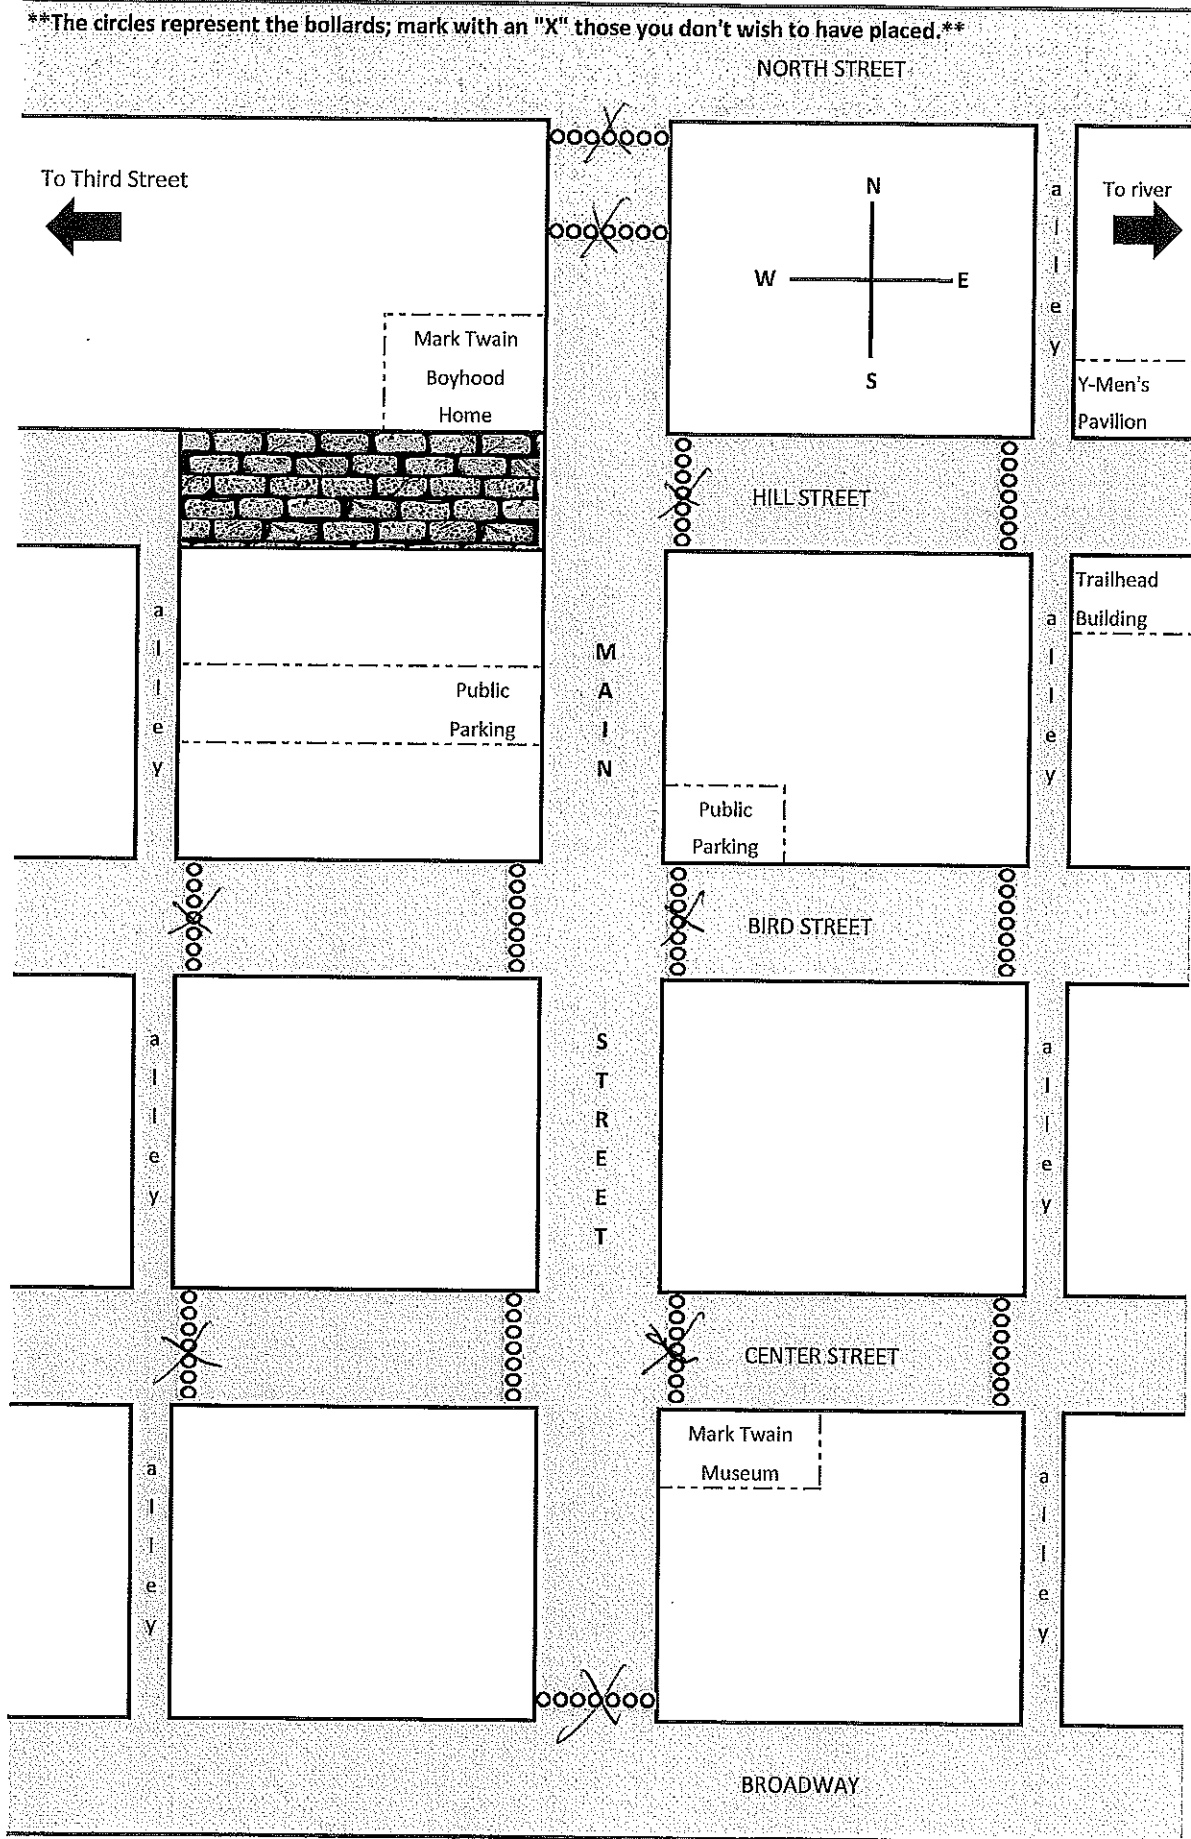 **The circles represent the bollards; mark with an "X" those you don't wish to have placed.**
NORTH STREET
To Third Street
To river
N
W
E
S
alley
Mark Twain
Boyhood
Home
Y-Men's
Pavilion
HILL STREET
Trailhead
Building
alley
alley
MAIN
Public
Parking
Public
Parking
BIRD STREET
alley
STREET
alley
CENTER STREET
Mark Twain
Museum
alley
alley
BROADWAY